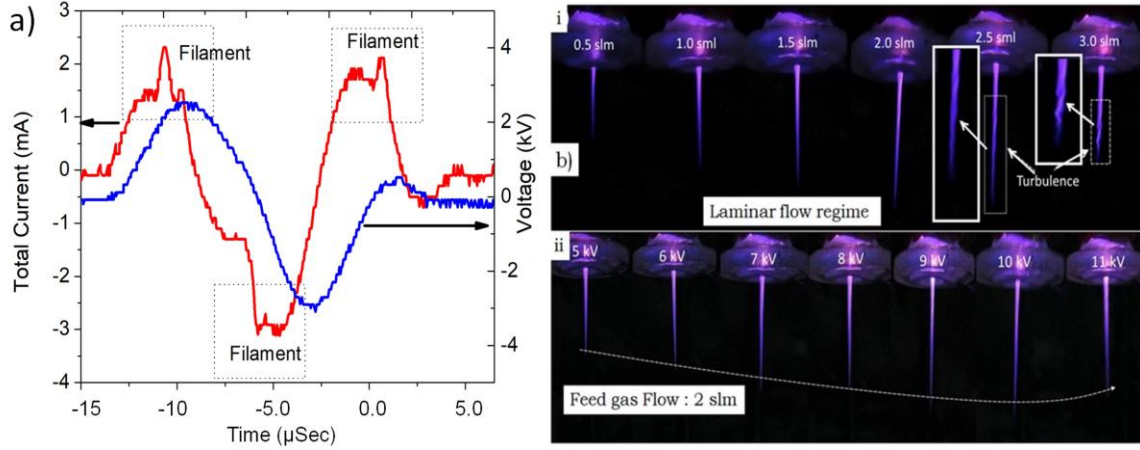 a)
Total Current (mA)
3
2
1
0
-1
-2
-3
-4
Filament
Filament
Filament
4
2
0
-2
-4
Voltage (kV)
-15
-10
-5.0
0.0
5.0
Time (µSec)
b)
i
0.5 slm
1.0 sml
1.5 slm
2.0 slm
2.5 sml
3.0 slm
Turbulence
Laminar flow regime
ii
5 kV
6 kV
7 kV
8 kV
9 kV
10 kV
11 kV
Feed gas Flow : 2 slm